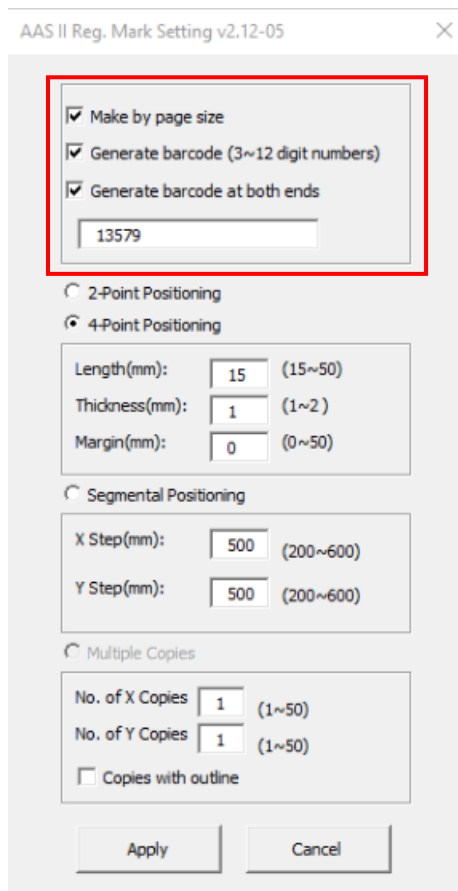 AAS II Reg. Mark Setting v2.12-05
Make by page size
Generate barcode (3~12 digit numbers)
Generate barcode at both ends
13579
2-Point Positioning
4-Point Positioning
Length(mm): 15 (15~50)
Thickness(mm): 1 (1~2 )
Margin(mm): 0 (0~50)
Segmental Positioning
X Step(mm): 500 (200~600)
Y Step(mm): 500 (200~600)
Multiple Copies
No. of X Copies 1 (1~50)
No. of Y Copies 1 (1~50)
Copies with outline
Apply Cancel